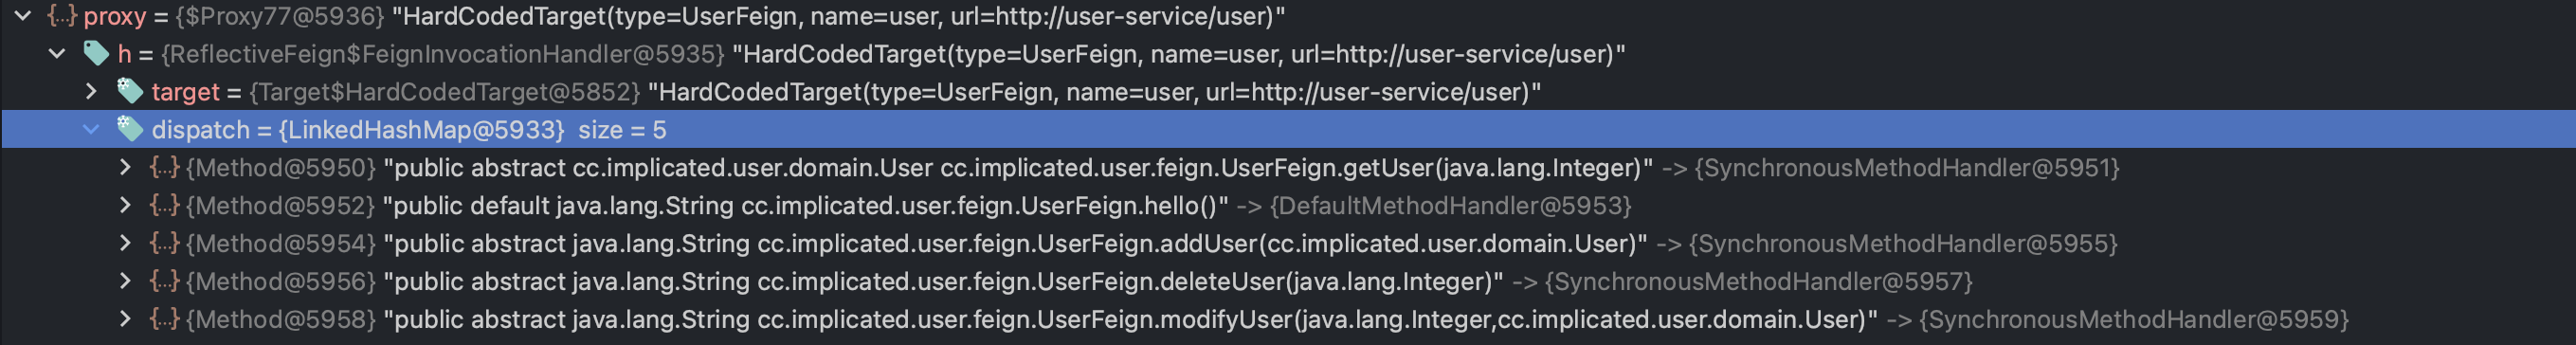 {...} proxy = {$Proxy77@5936} "HardCodedTarget(type=UserFeign, name=user, url=http://user-service/user)"
h = {ReflectiveFeign$FeignInvocationHandler@5935} "HardCodedTarget(type=UserFeign, name=user, url=http://user-service/user)"
target = {Target$HardCodedTarget@5852} "HardCodedTarget(type=UserFeign, name=user, url=http://user-service/user)"
dispatch = {LinkedHashMap@5933} size = 5
{...} {Method@5950} "public abstract cc.implicated.user.domain.User cc.implicated.user.feign.UserFeign.getUser(java.lang.Integer)" -> {SynchronousMethodHandler@5951}
{...} {Method@5952} "public default java.lang.String cc.implicated.user.feign.UserFeign.hello()" -> {DefaultMethodHandler@5953}
{...} {Method@5954} "public abstract java.lang.String cc.implicated.user.feign.UserFeign.addUser(cc.implicated.user.domain.User)" -> {SynchronousMethodHandler@5955}
{...} {Method@5956} "public abstract java.lang.String cc.implicated.user.feign.UserFeign.deleteUser(java.lang.Integer)" -> {SynchronousMethodHandler@5957}
{...} {Method@5958} "public abstract java.lang.String cc.implicated.user.feign.UserFeign.modifyUser(java.lang.Integer,cc.implicated.user.domain.User)" -> {SynchronousMethodHandler@5959}